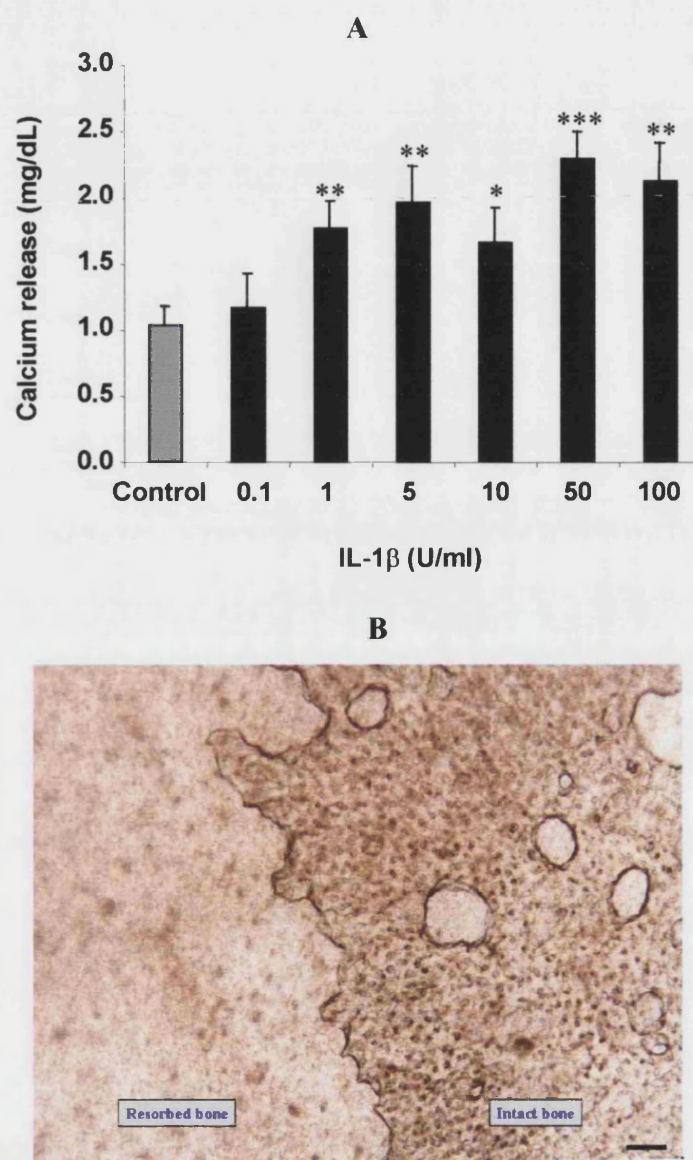 A
3.0
2.5
2.0
1.5
1.0
0.5
0.0
Calcium release (mg/dL)
**
**
*
***
**
Control 0.1 1 5 10 50 100
IL-1β (U/ml)
B
Resorbed bone Intact bone